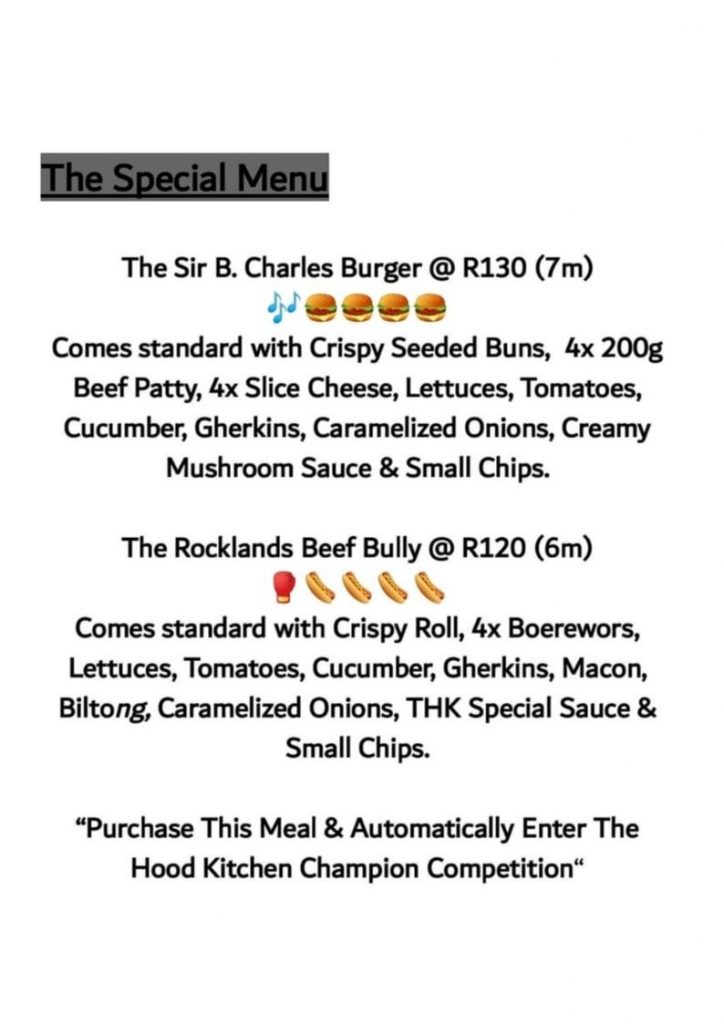 The Special Menu
The Sir B. Charles Burger @ R130 (7m)
🎶🍔🍔🍔🍔
Comes standard with Crispy Seeded Buns,  4x 200g
Beef Patty, 4x Slice Cheese, Lettuces, Tomatoes,
Cucumber, Gherkins, Caramelized Onions, Creamy
Mushroom Sauce & Small Chips.
The Rocklands Beef Bully @ R120 (6m)
🥊🌭🌭🌭🌭
Comes standard with Crispy Roll, 4x Boerewors,
Lettuces, Tomatoes, Cucumber, Gherkins, Macon,
Biltong, Caramelized Onions, THK Special Sauce &
Small Chips.
“Purchase This Meal & Automatically Enter The
Hood Kitchen Champion Competition“